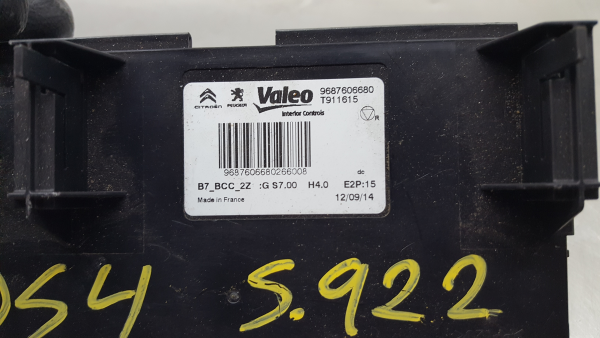 CITROËN PEUGEOT Valeo 9687606680
T911615
Interior Controls
R
9687606680266008
dc
B7_BCC_2Z :G S7.00 H4.0 E2P:15
Made in France 12/09/14
DS4 S.922